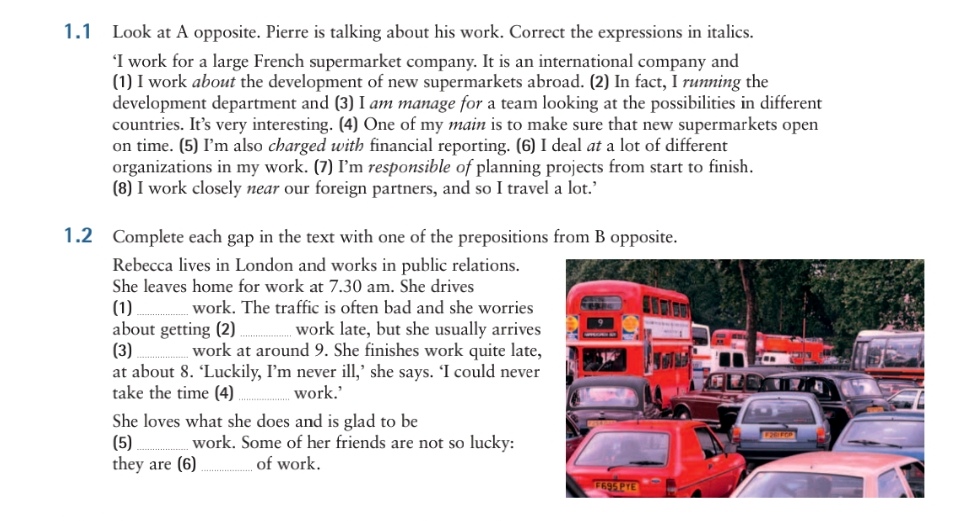 1.1 Look at A opposite. Pierre is talking about his work. Correct the expressions in italics.
‘I work for a large French supermarket company. It is an international company and
(1) I work about the development of new supermarkets abroad. (2) In fact, I running the
development department and (3) I am manage for a team looking at the possibilities in different
countries. It’s very interesting. (4) One of my main is to make sure that new supermarkets open
on time. (5) I’m also charged with financial reporting. (6) I deal at a lot of different
organizations in my work. (7) I’m responsible of planning projects from start to finish.
(8) I work closely near our foreign partners, and so I travel a lot.’
1.2 Complete each gap in the text with one of the prepositions from B opposite.
Rebecca lives in London and works in public relations.
She leaves home for work at 7.30 am. She drives
(1) .................. work. The traffic is often bad and she worries
about getting (2) .................. work late, but she usually arrives
(3) .................. work at around 9. She finishes work quite late,
at about 8. ‘Luckily, I’m never ill,’ she says. ‘I could never
take the time (4) .................. work.’
She loves what she does and is glad to be
(5) .................. work. Some of her friends are not so lucky:
they are (6) .................. of work.
9
F695 PYE